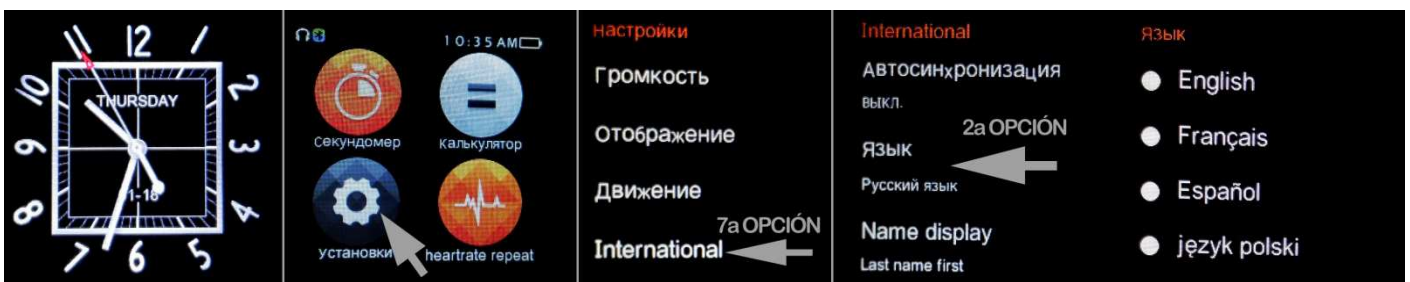 11 12 1
10 2
THURSDAY
9 3
1-18
8 4
7 6 5
10:35 AM
Секундомер
Калькулятор
Установки
heartrate repeat
настройки
Громкость
Отображение
Движение
7a OPCIÓN
International
International
Автосинхронизация
выкл.
2a OPCIÓN
Язык
Русский язык
Name display
Last name first
Язык
English
Français
Español
język polski